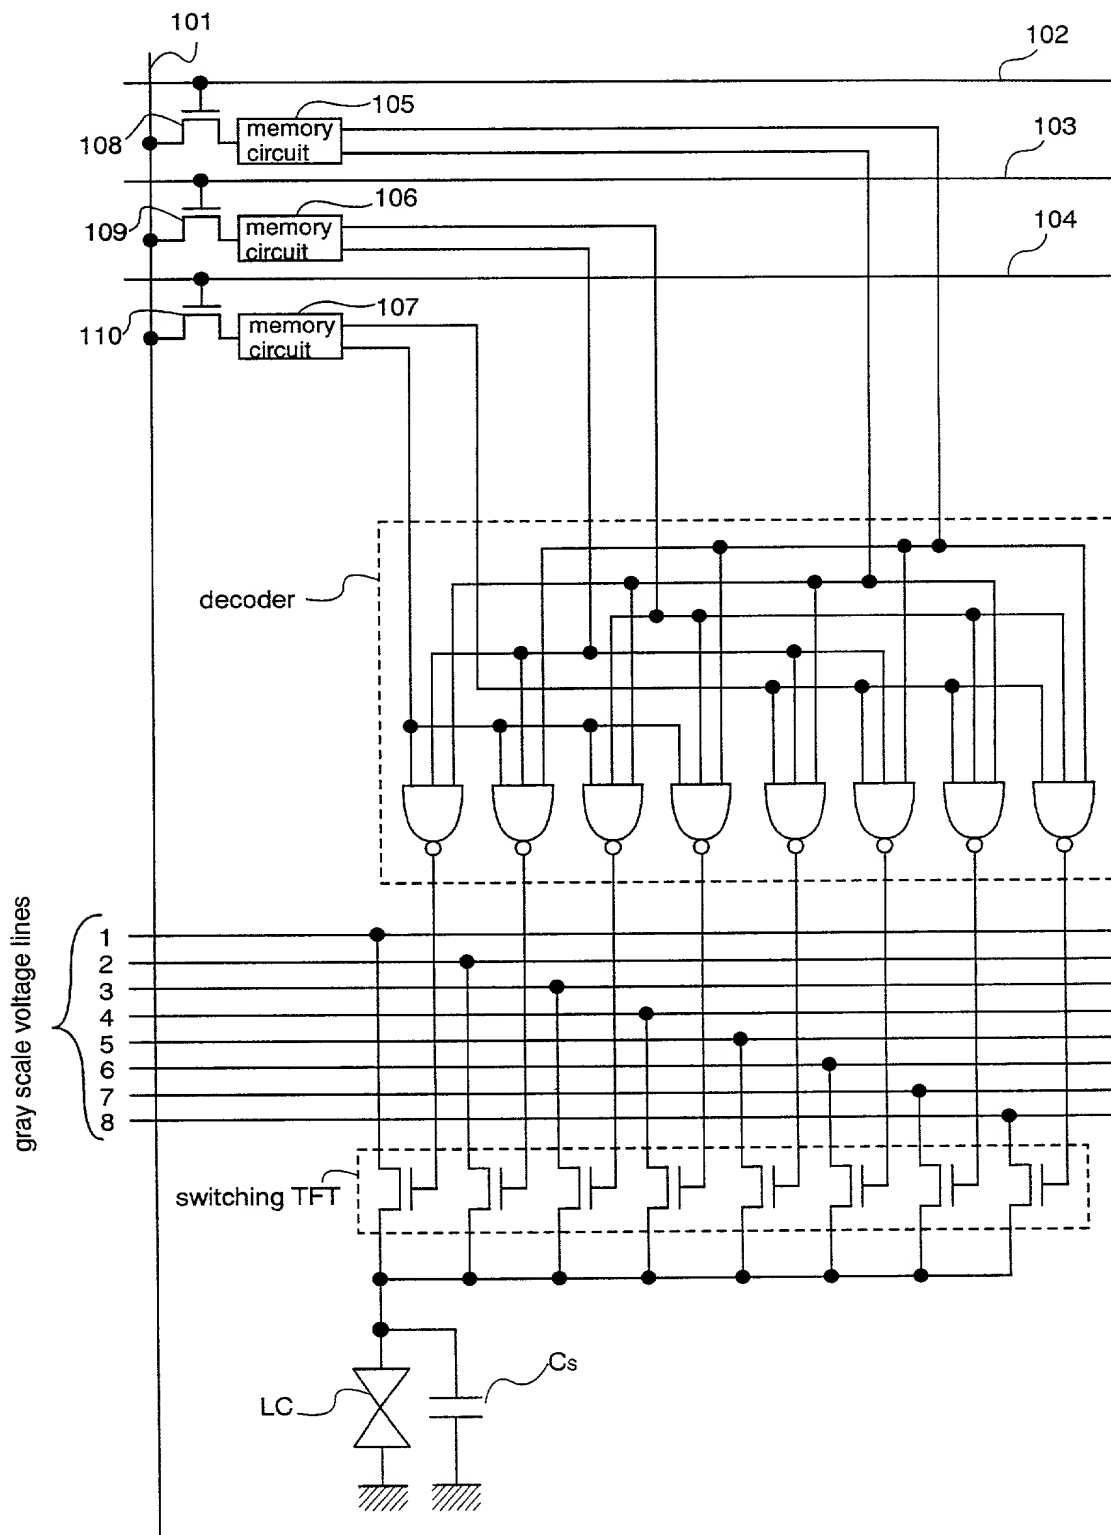 101
102
105
memory
circuit
108
103
106
memory
circuit
109
104
107
memory
circuit
110
decoder
gray scale voltage lines
1
2
3
4
5
6
7
8
switching TFT
Cs
LC